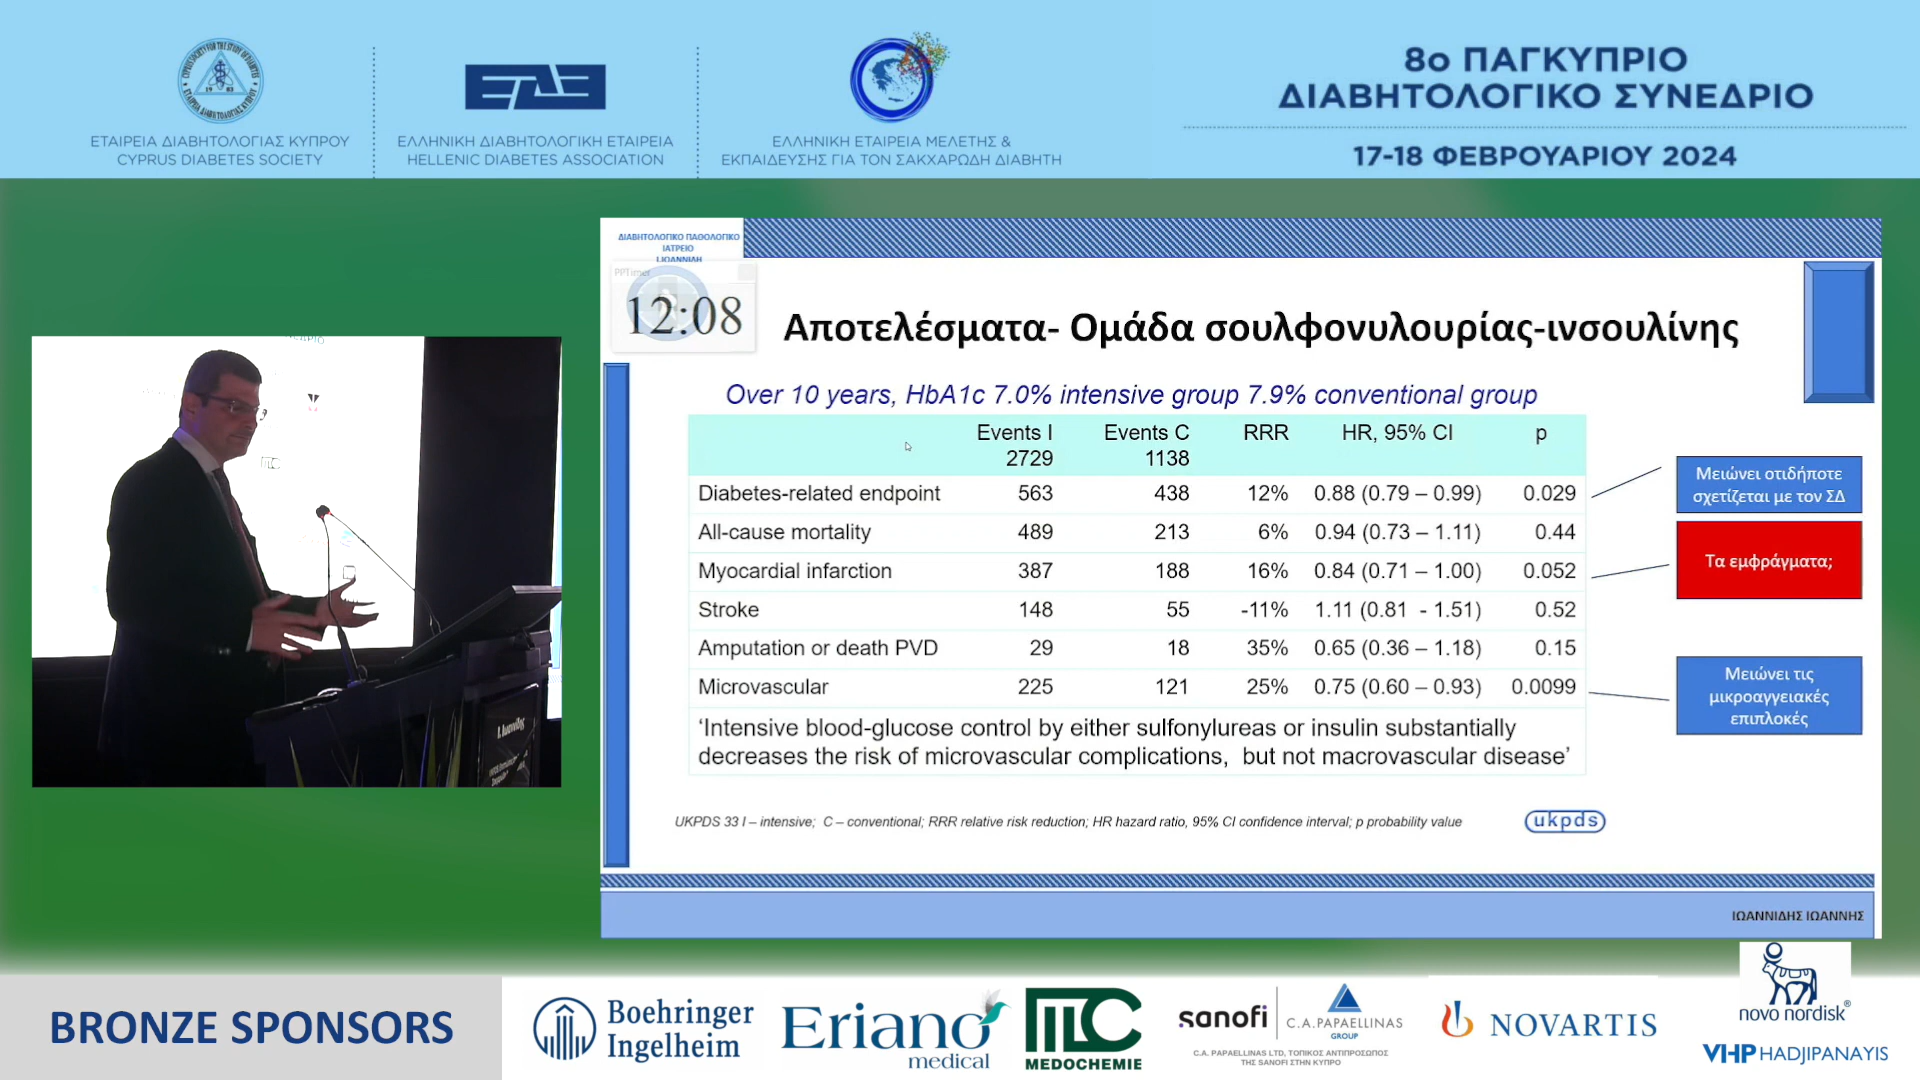 ΕΤΑΙΡΕΙΑ ΔΙΑΒΗΤΟΛΟΓΙΑΣ ΚΥΠΡΟΥ
CYPRUS DIABETES SOCIETY
ΕΛΛΗΝΙΚΗ ΔΙΑΒΗΤΟΛΟΓΙΚΗ ΕΤΑΙΡΕΙΑ
HELLENIC DIABETES ASSOCIATION
ΕΛΛΗΝΙΚΗ ΕΤΑΙΡΕΙΑ ΜΕΛΕΤΗΣ &
ΕΚΠΑΙΔΕΥΣΗΣ ΓΙΑ ΤΟΝ ΣΑΚΧΑΡΩΔΗ ΔΙΑΒΗΤΗ
8ο ΠΑΓΚΥΠΡΙΟ
ΔΙΑΒΗΤΟΛΟΓΙΚΟ ΣΥΝΕΔΡΙΟ
17-18 ΦΕΒΡΟΥΑΡΙΟΥ 2024
ΔΙΑΒΗΤΟΛΟΓΙΚΟ ΠΑΘΟΛΟΓΙΚΟ
ΙΑΤΡΕΙΟ
PPTimer
12:08
Αποτελέσματα- Ομάδα σουλφονυλουρίας-ινσουλίνης
Over 10 years, HbA1c 7.0% intensive group 7.9% conventional group
Events I Events C RRR HR, 95% CI p
2729 1138
Diabetes-related endpoint 563 438 12% 0.88 (0.79 – 0.99) 0.029
All-cause mortality 489 213 6% 0.94 (0.73 – 1.11) 0.44
Myocardial infarction 387 188 16% 0.84 (0.71 – 1.00) 0.052
Stroke 148 55 -11% 1.11 (0.81 - 1.51) 0.52
Amputation or death PVD 29 18 35% 0.65 (0.36 – 1.18) 0.15
Microvascular 225 121 25% 0.75 (0.60 – 0.93) 0.0099
‘Intensive blood-glucose control by either sulfonylureas or insulin substantially
decreases the risk of microvascular complications, but not macrovascular disease’
Μειώνει οτιδήποτε
σχετίζεται με τον ΣΔ
Τα εμφράγματα;
Μειώνει τις
μικροαγγειακές
επιπλοκές
UKPDS 33 I – intensive; C – conventional; RRR relative risk reduction; HR hazard ratio, 95% CI confidence interval; p probability value
ukpds
ΙΩΑΝΝΙΔΗΣ ΙΩΑΝΝΗΣ
BRONZE SPONSORS
Boehringer
Ingelheim
Eriano
medical
MEDOCHEMIE
sanofi
C.A.PAPAELLINAS
GROUP
C.A. PAPAELLINAS LTD, ΤΟΠΙΚΟΣ ΑΝΤΙΠΡΟΣΩΠΟΣ
ΤΗΣ SANOFI ΣΤΗΝ ΚΥΠΡΟ
NOVARTIS
novo nordisk®
VHP HADJIPANAYIS